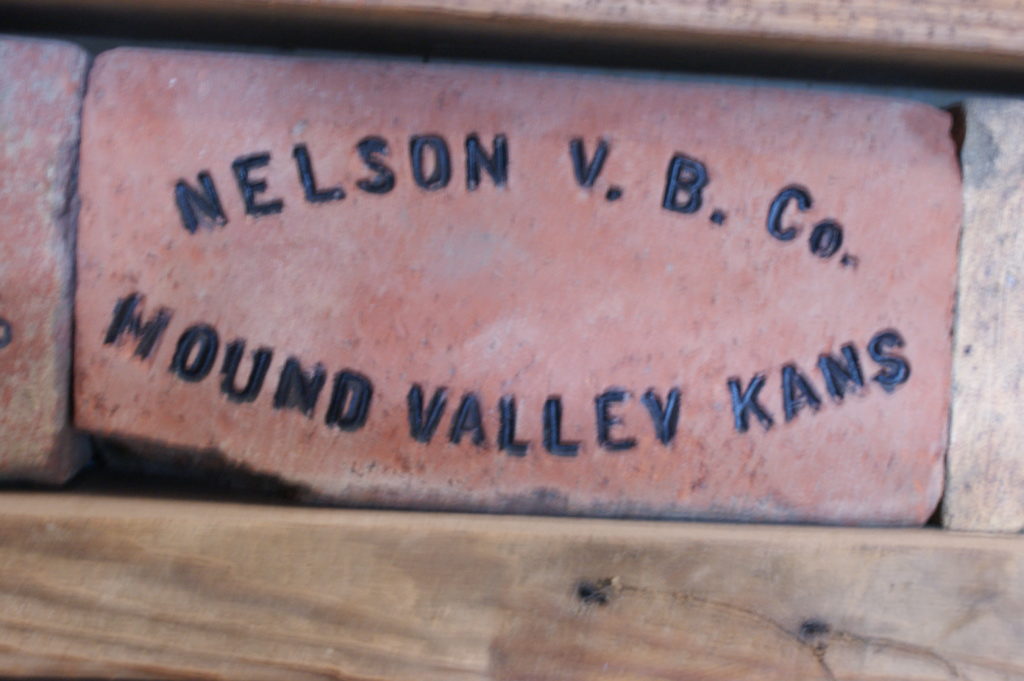 NELSON V. B. Co.
MOUND VALLEY KANS